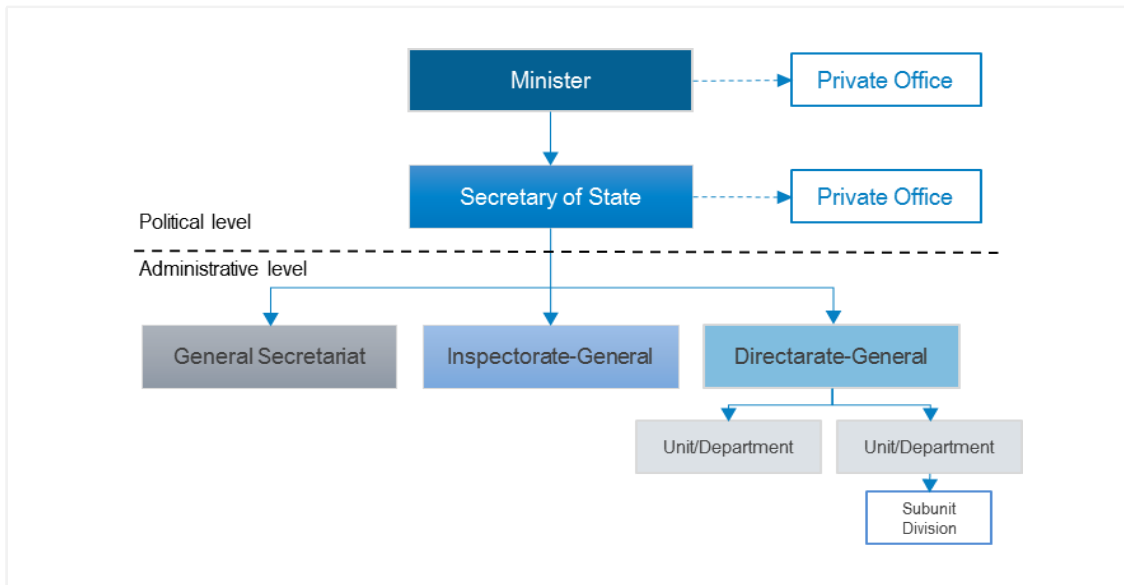 Minister
Private Office
Secretary of State
Private Office
Political level
Administrative level
General Secretariat
Inspectorate-General
Directarate-General
Unit/Department
Unit/Department
Subunit
Division